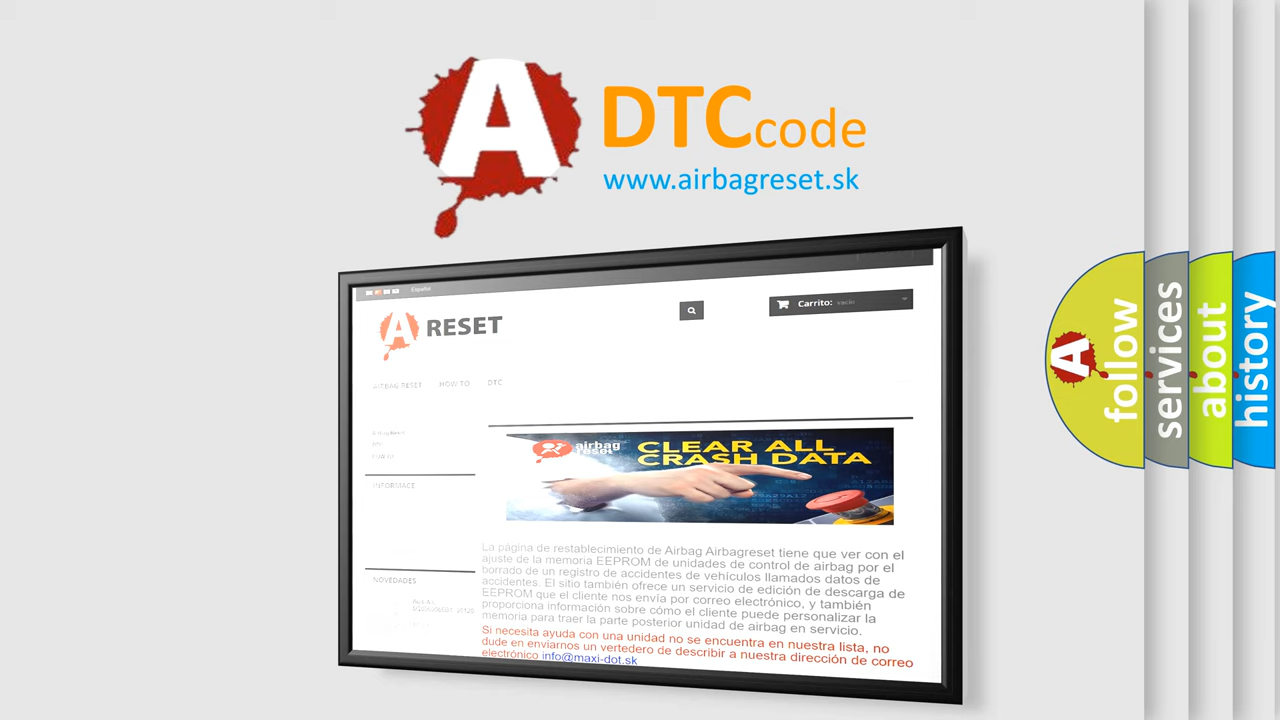 A
DTCcode
www.airbagreset.sk
Español
A RESET
Carrito: vacío
AIRBAG RESET HOW TO DTC
INFORMACE
airbag
reset
CLEAR ALL
CRASH DATA
La página de restablecimiento de Airbag Airbagreset tiene que ver con el
ajuste de la memoria EEPROM de unidades de control de airbag por el
borrado de un registro de accidentes de vehículos llamados datos de
accidentes. El sitio también ofrece un servicio de edición de descarga de
EEPROM que el cliente nos envía por correo electrónico, y también
proporciona información sobre cómo el cliente puede personalizar la
memoria para traer la parte posterior unidad de airbag en servicio.
Si necesita ayuda con una unidad no se encuentra en nuestra lista, no
dude en enviarnos un vertedero de describir a nuestra dirección de correo
electrónico info@maxi-dot.sk
NOVEDADES
A
follow
services
about
history